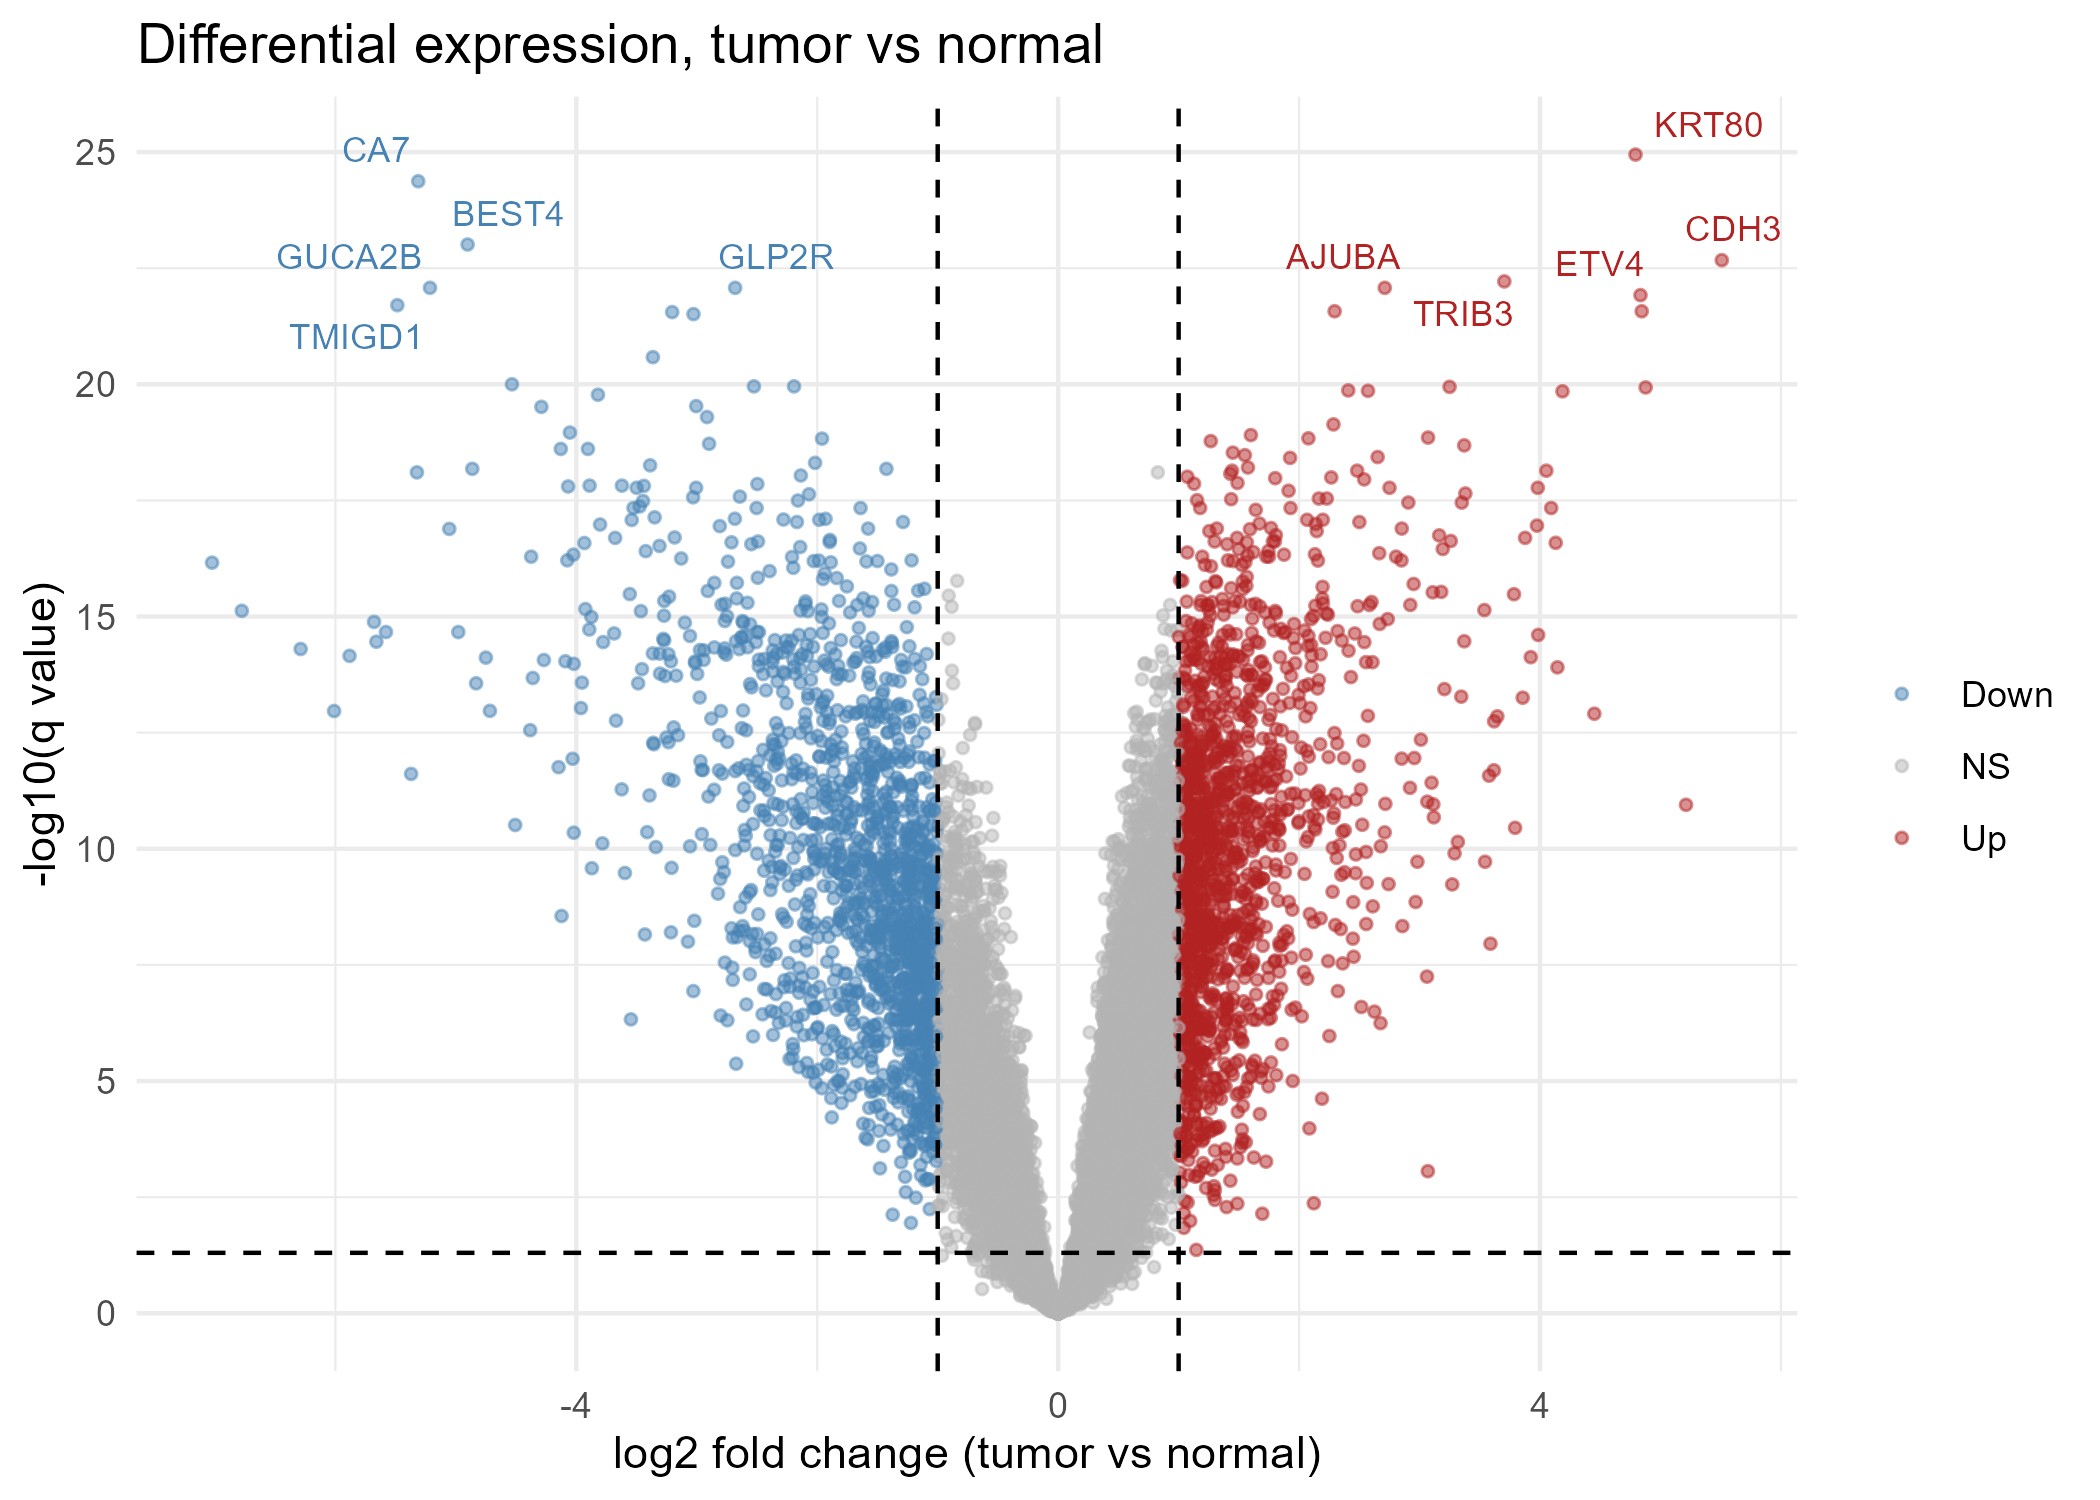 Differential expression, tumor vs normal
KRT80
CA7
BEST4
CDH3
GUCA2B
GLP2R
AJUBA
ETV4
TRIB3
TMIGD1
25
20
15
10
5
0
-log10(q value)
-4
0
4
log2 fold change (tumor vs normal)
Down
NS
Up